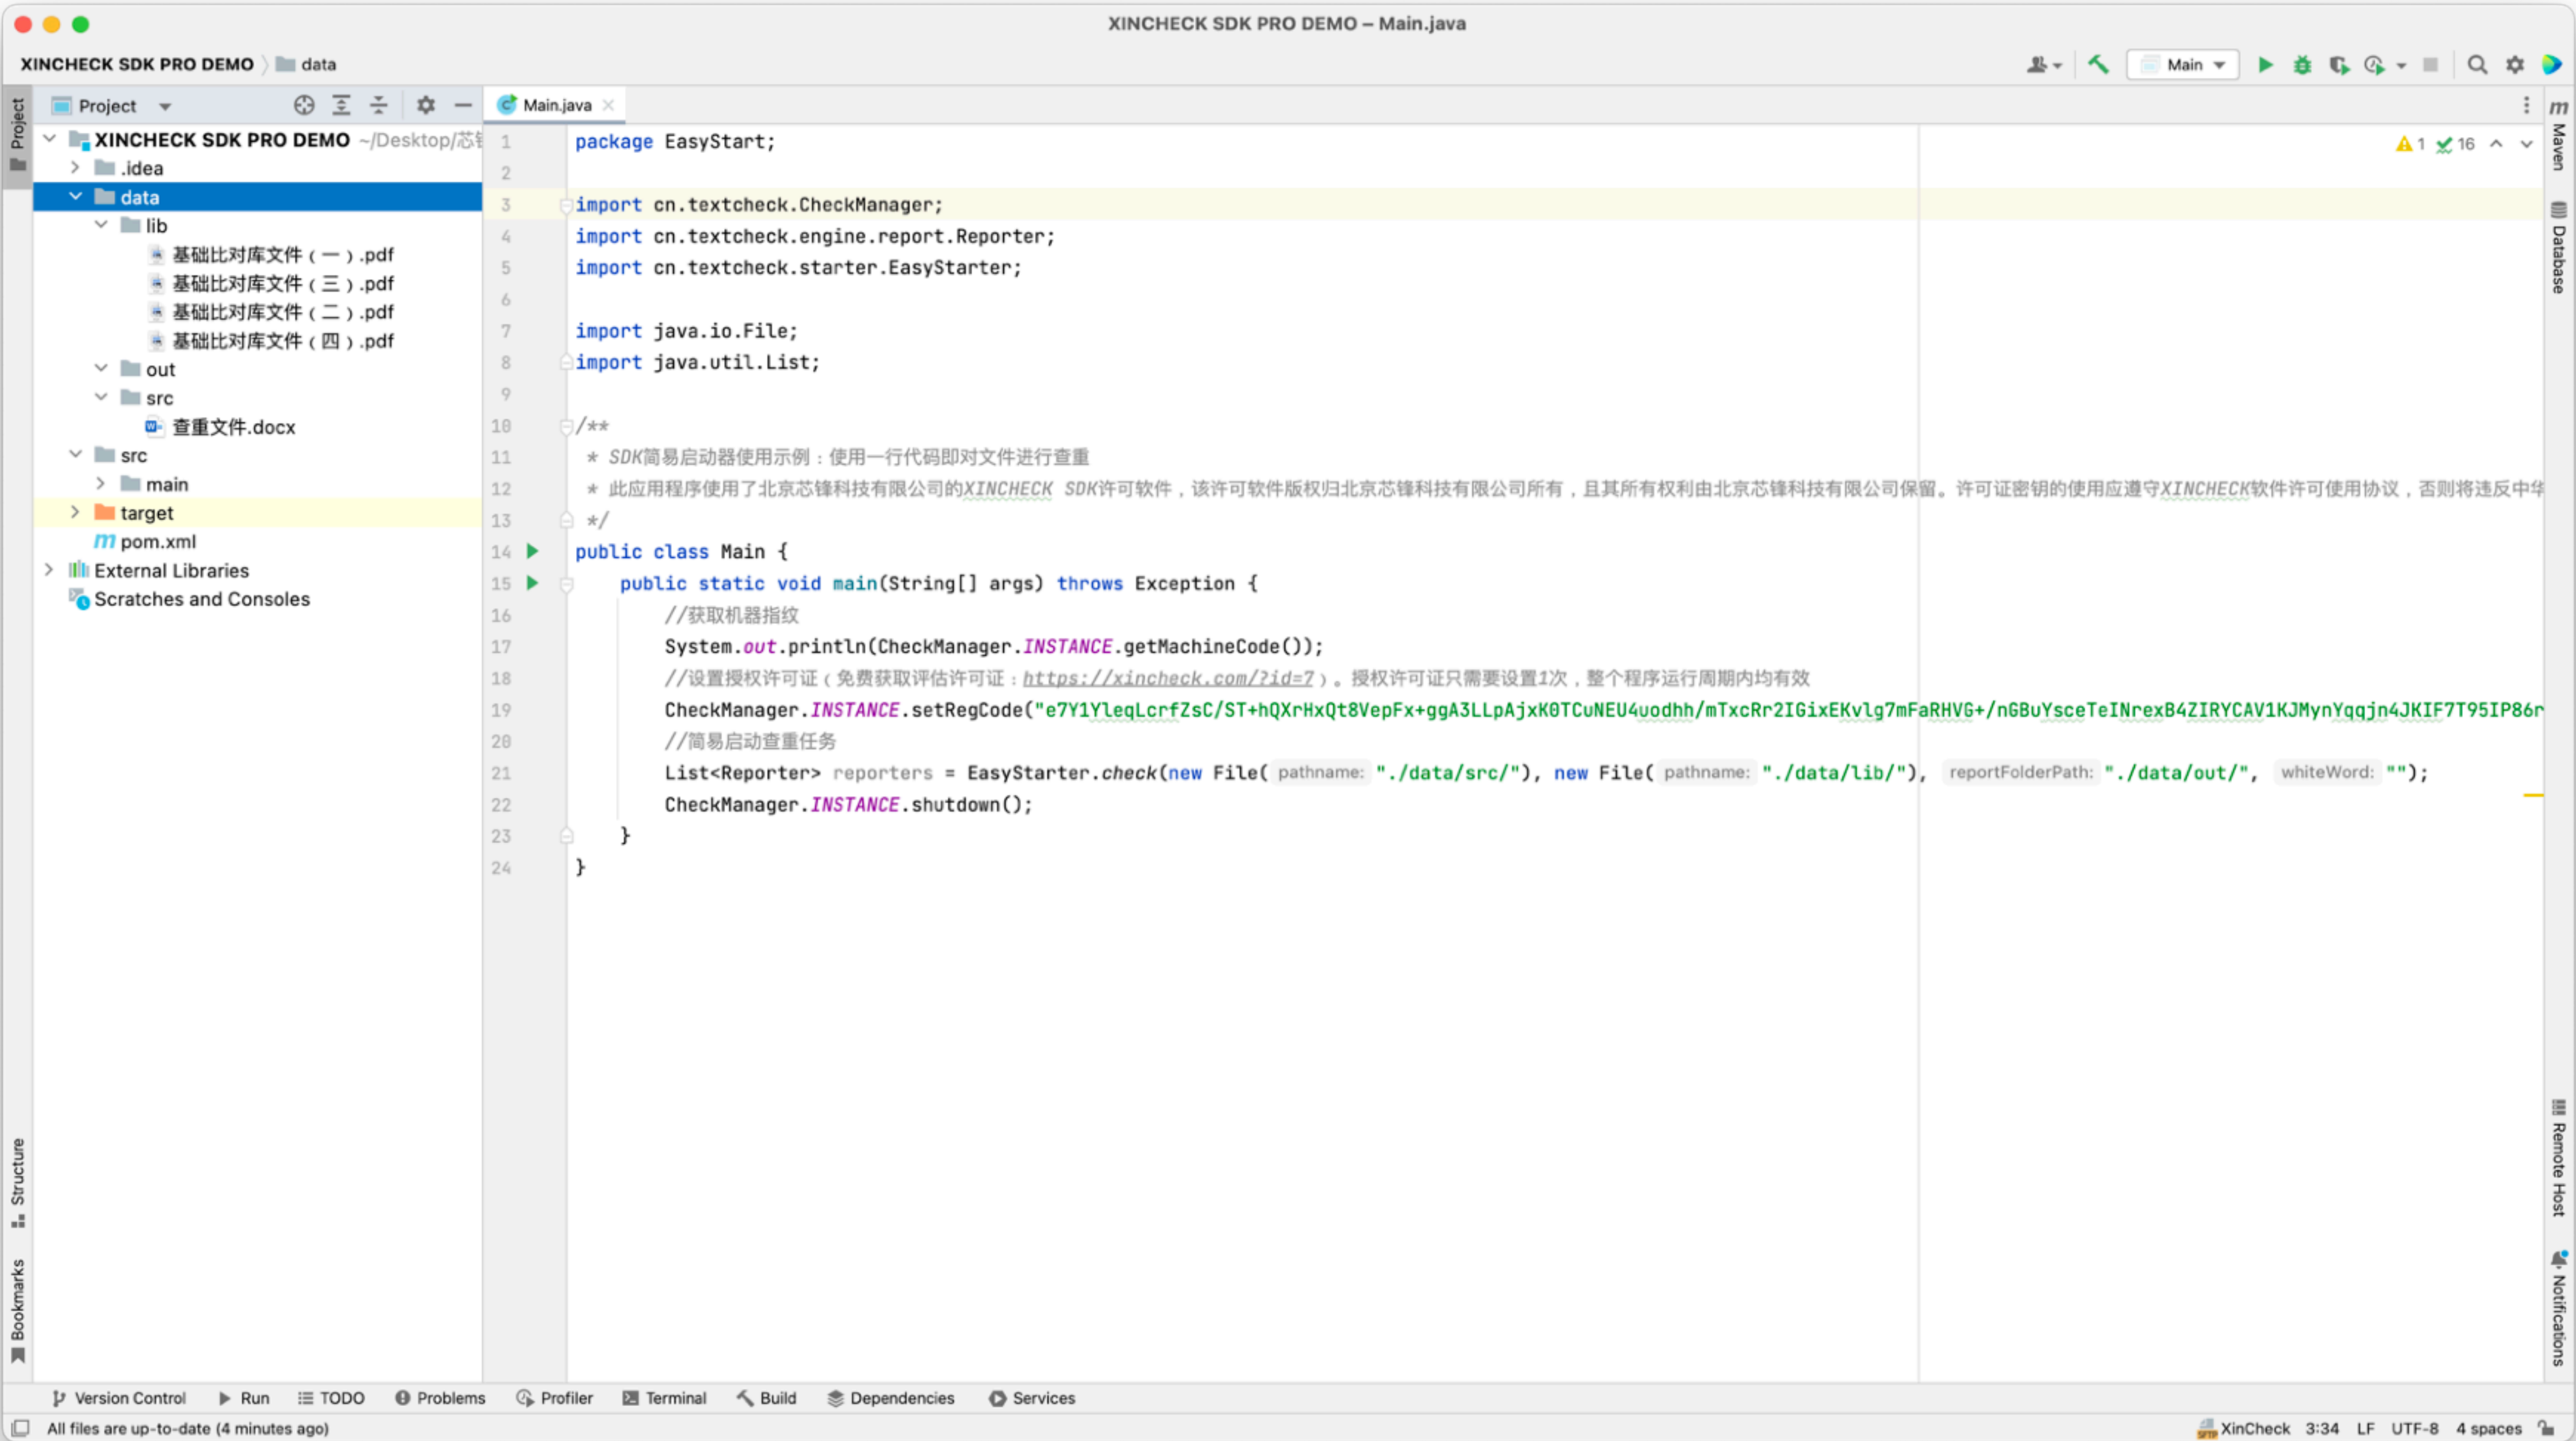 XINCHECK SDK PRO DEMO – Main.java
XINCHECK SDK PRO DEMO 〉 data
Main
Project
Main.java
XINCHECK SDK PRO DEMO ~/Desktop/芯
.idea
data
lib
基础比对库文件（一）.pdf
基础比对库文件（三）.pdf
基础比对库文件（二）.pdf
基础比对库文件（四）.pdf
out
src
查重文件.docx
src
main
target
pom.xml
External Libraries
Scratches and Consoles
Project
Structure
Bookmarks
1 package EasyStart;
2
3 import cn.textcheck.CheckManager;
4 import cn.textcheck.engine.report.Reporter;
5 import cn.textcheck.starter.EasyStarter;
6
7 import java.io.File;
8 import java.util.List;
9
10 /**
11 * SDK简易启动器使用示例：使用一行代码即对文件进行查重
12 * 此应用程序使用了北京芯锋科技有限公司的XINCHECK SDK许可软件，该许可软件版权归北京芯锋科技有限公司所有，且其所有权利由北京芯锋科技有限公司保留。许可证密钥的使用应遵守XINCHECK软件许可使用协议，否则将违反中华
13 */
14 public class Main {
15 public static void main(String[] args) throws Exception {
16 //获取机器指纹
17 System.out.println(CheckManager.INSTANCE.getMachineCode());
18 //设置授权许可证（免费获取评估许可证：https://xincheck.com/?id=7）。授权许可证只需要设置1次，整个程序运行周期内均有效
19 CheckManager.INSTANCE.setRegCode("e7Y1YleqLcrfZsC/ST+hQXrHxQt8VepFx+ggA3LLpAjxK0TCuNEU4uodhh/mTxcRr2IGixEKvlg7mFaRHVG+/nGBuYsceTeINrexB4ZIRYCAV1KJMynYqqjn4JKIF7T95IP86r
20 //简易启动查重任务
21 List<Reporter> reporters = EasyStarter.check(new File( pathname: "./data/src/"), new File( pathname: "./data/lib/"), reportFolderPath: "./data/out/", whiteWord: "");
22 CheckManager.INSTANCE.shutdown();
23 }
24 }
1 16
m
Maven
Database
Remote Host
Notifications
Version Control Run TODO Problems Profiler Terminal Build Dependencies Services
All files are up-to-date (4 minutes ago)
XinCheck 3:34 LF UTF-8 4 spaces